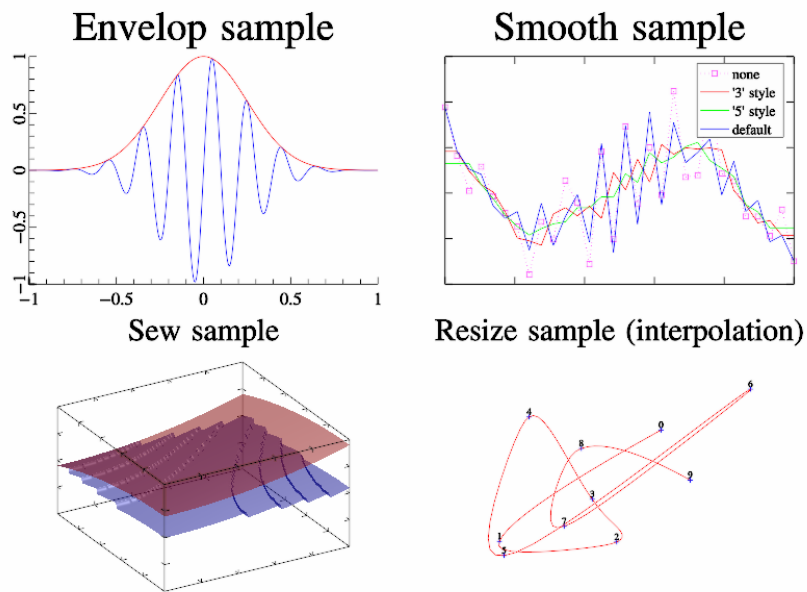 Envelop sample
1
0.5
0
−0.5
−1
−1
−0.5
0
0.5
1
Smooth sample
none
'3' style
'5' style
default
Sew sample
Resize sample (interpolation)
6
4
0
8
9
3
7
1
2
5